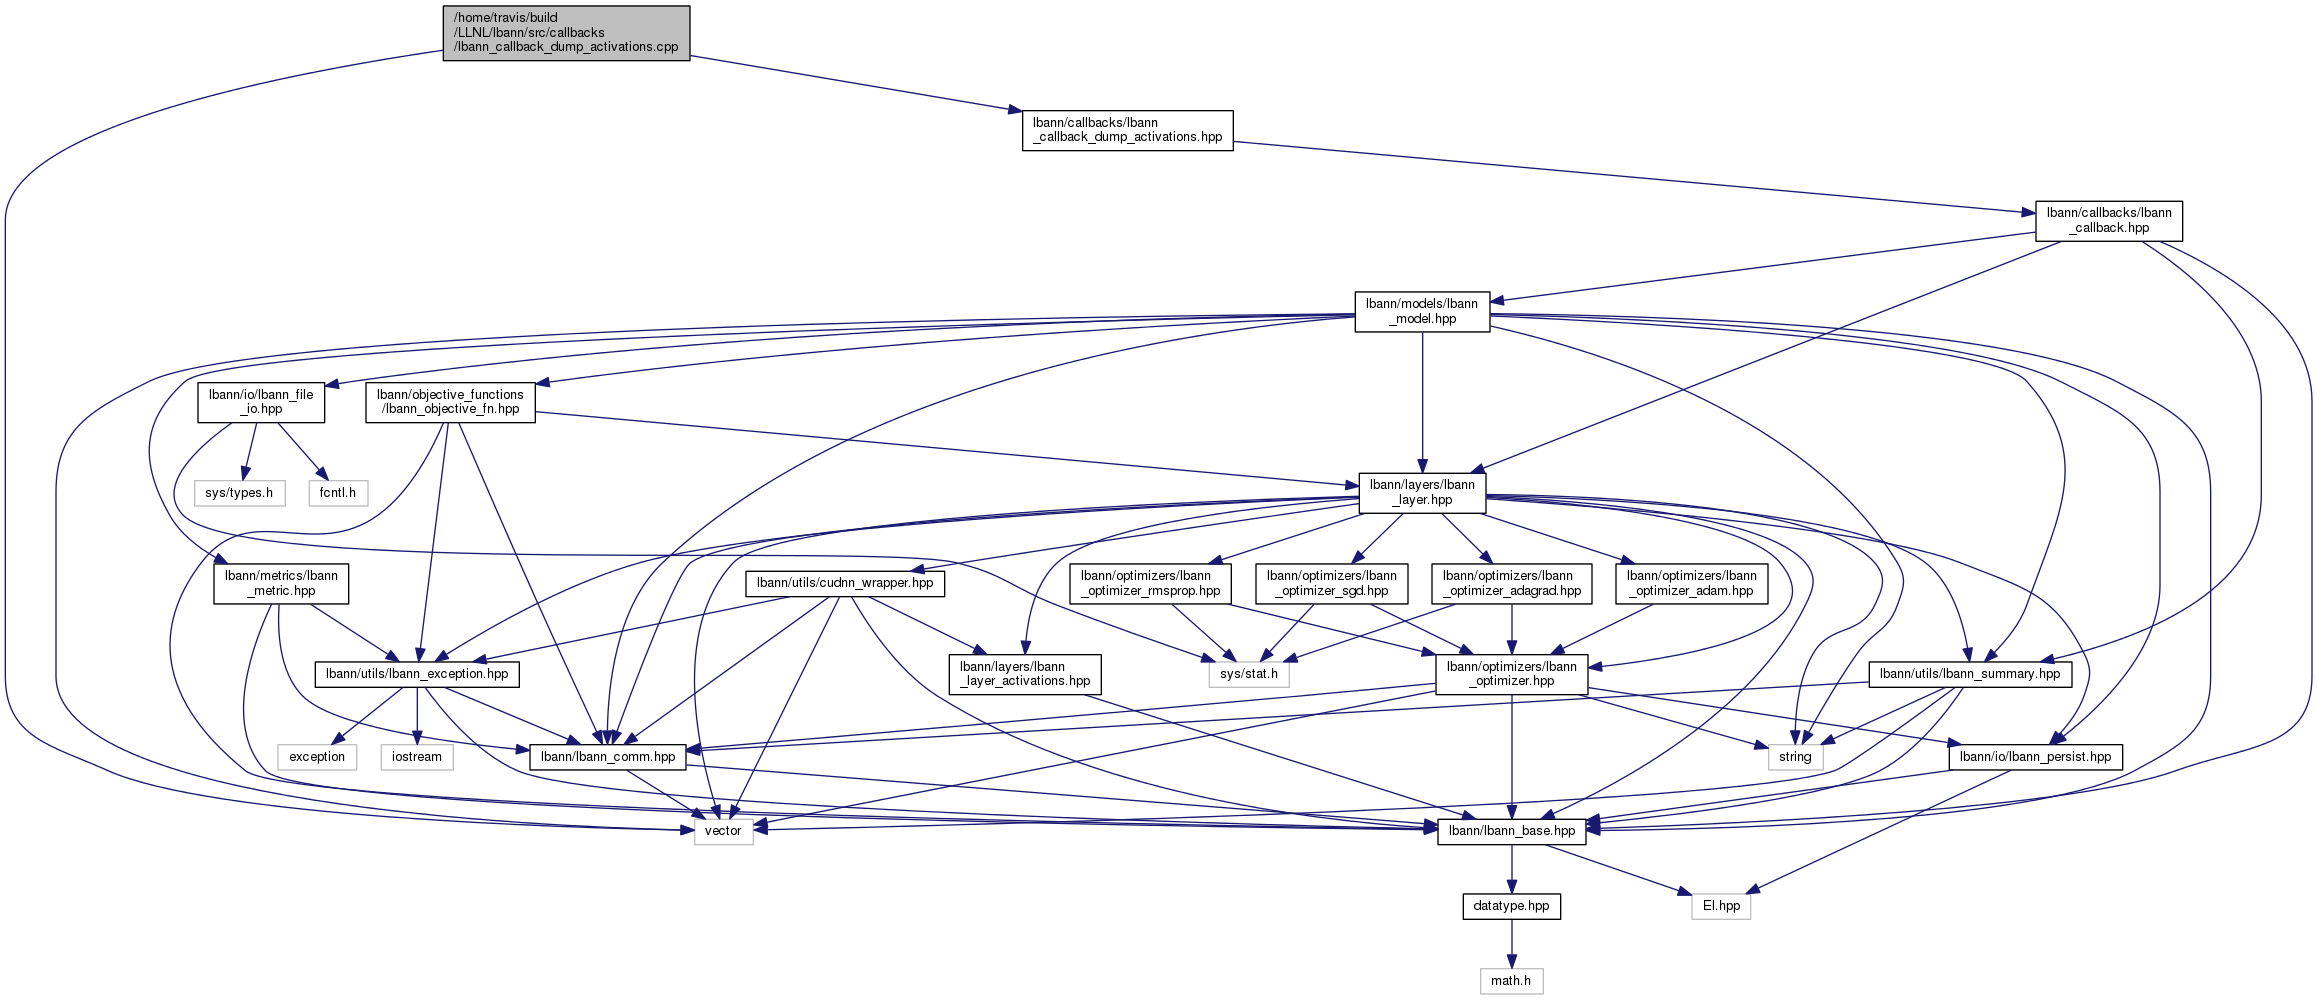 /home/travis/build
/LLNL/lbann/src/callbacks
/lbann_callback_dump_activations.cpp
lbann/callbacks/lbann
_callback_dump_activations.hpp
lbann/callbacks/lbann
_callback.hpp
lbann/models/lbann
_model.hpp
lbann/io/lbann_file
_io.hpp
lbann/objective_functions
/lbann_objective_fn.hpp
sys/types.h
fcntl.h
lbann/layers/lbann
_layer.hpp
lbann/metrics/lbann
_metric.hpp
lbann/utils/cudnn_wrapper.hpp
lbann/optimizers/lbann
_optimizer_rmsprop.hpp
lbann/optimizers/lbann
_optimizer_sgd.hpp
lbann/optimizers/lbann
_optimizer_adagrad.hpp
lbann/optimizers/lbann
_optimizer_adam.hpp
lbann/utils/lbann_exception.hpp
lbann/layers/lbann
_layer_activations.hpp
sys/stat.h
lbann/optimizers/lbann
_optimizer.hpp
lbann/utils/lbann_summary.hpp
exception
iostream
lbann/lbann_comm.hpp
string
lbann/io/lbann_persist.hpp
vector
lbann/lbann_base.hpp
datatype.hpp
El.hpp
math.h